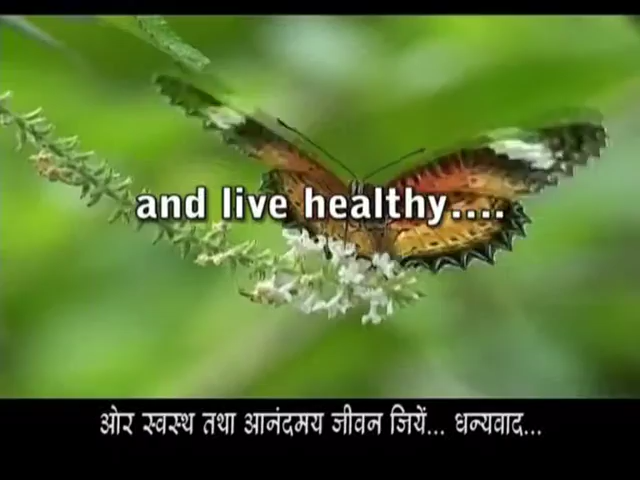 and live healthy....
ओर स्वस्थ तथा आनंदमय जीवन जियें... धन्यवाद...